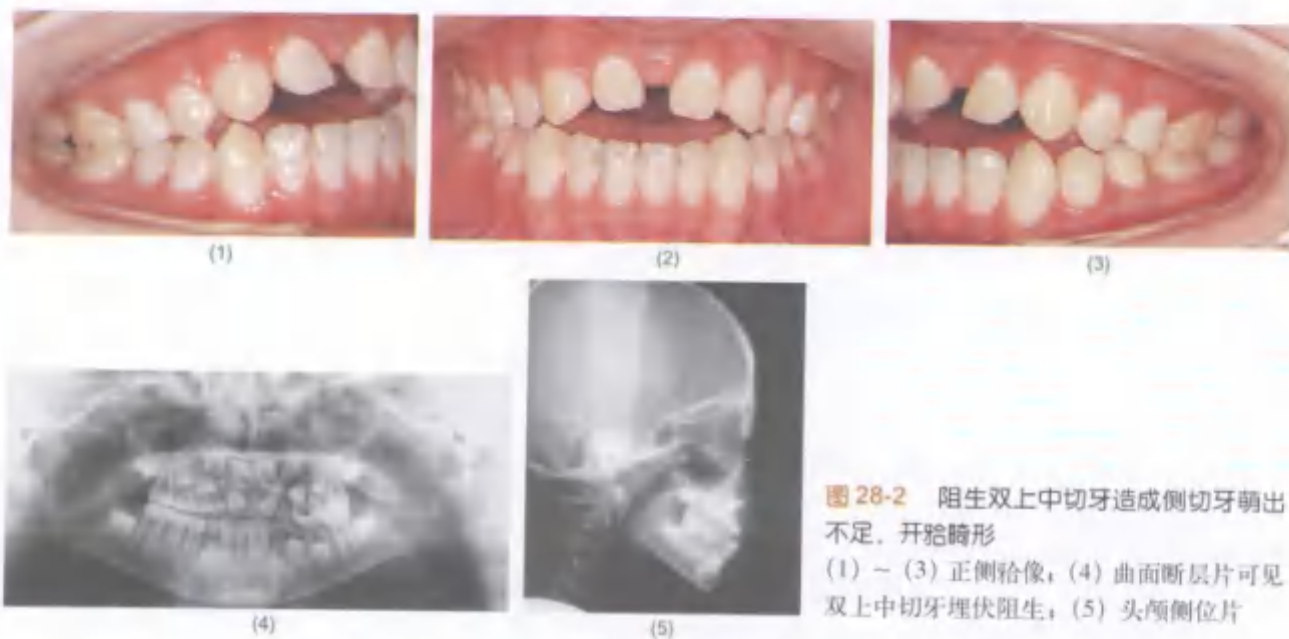 (1)
(2)
(3)
(4)
(5)
图 28-2 阻生双上中切牙造成侧切牙萌出
不足，开𬌗畸形
(1) ~ (3) 正侧𬌗像；(4) 曲面断层片可见
双上中切牙埋伏阻生；(5) 头颅侧位片